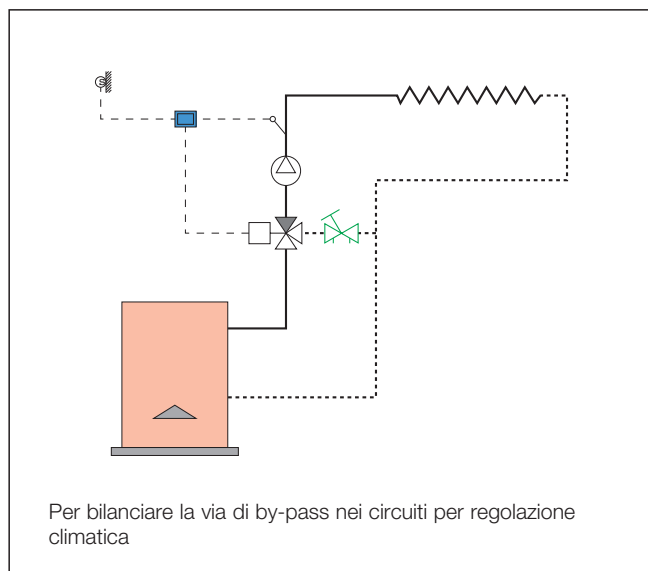 S
Per bilanciare la via di by-pass nei circuiti per regolazione
climatica